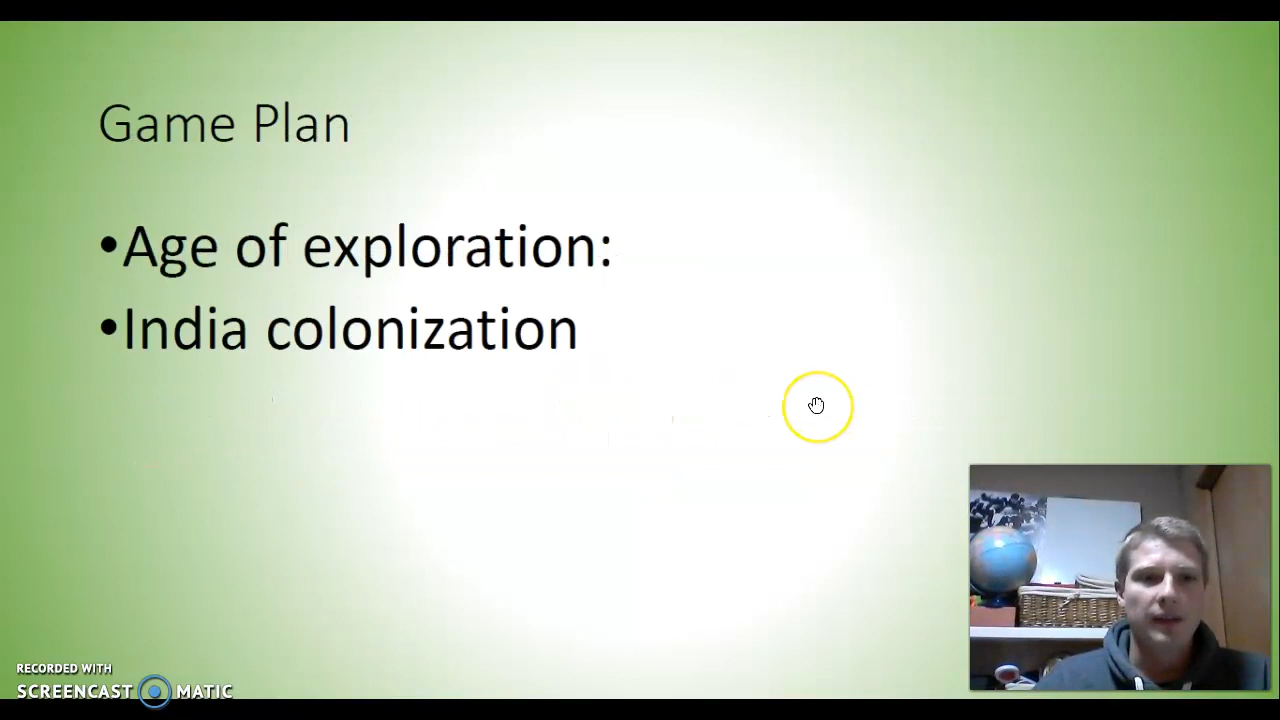 Game Plan
•Age of exploration:
•India colonization
RECORDED WITH
SCREENCAST MATIC